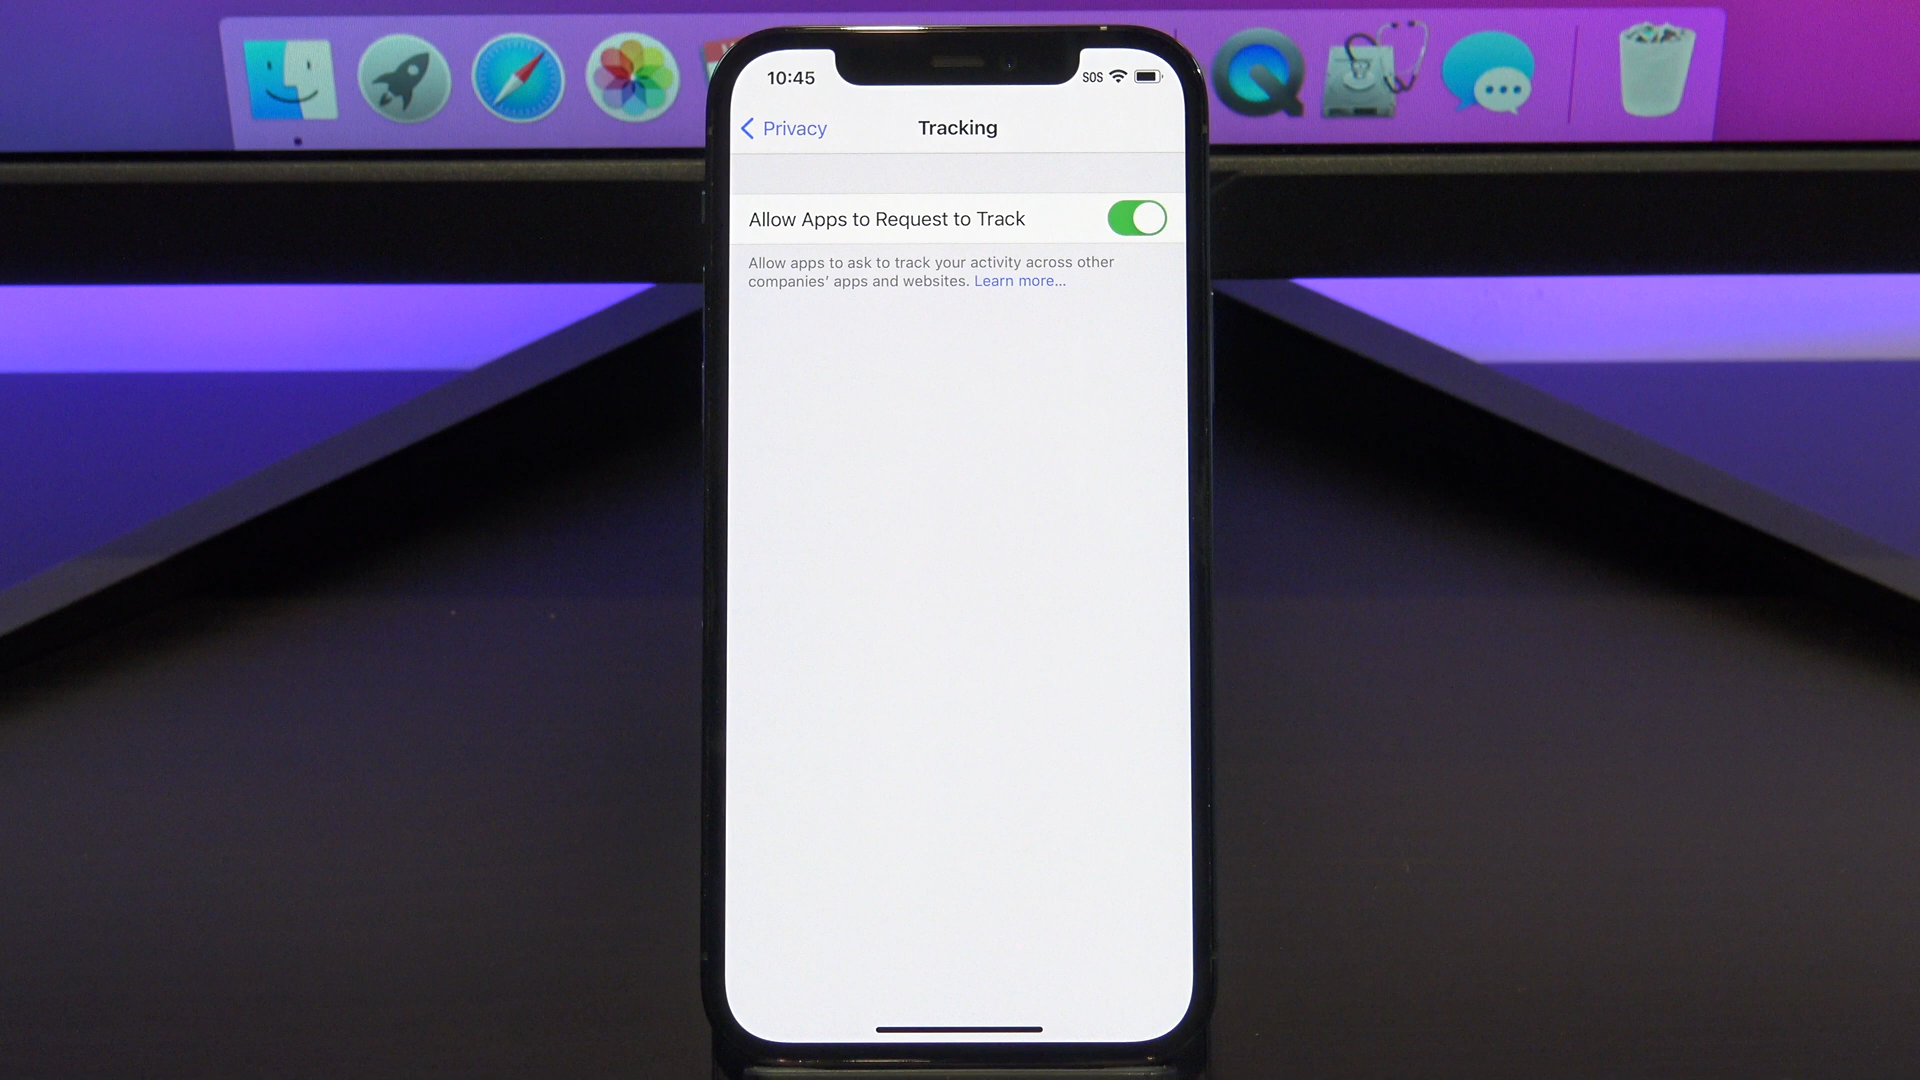 10:45
SOS
Privacy
Tracking
Allow Apps to Request to Track
Allow apps to ask to track your activity across other
companies' apps and websites. Learn more...